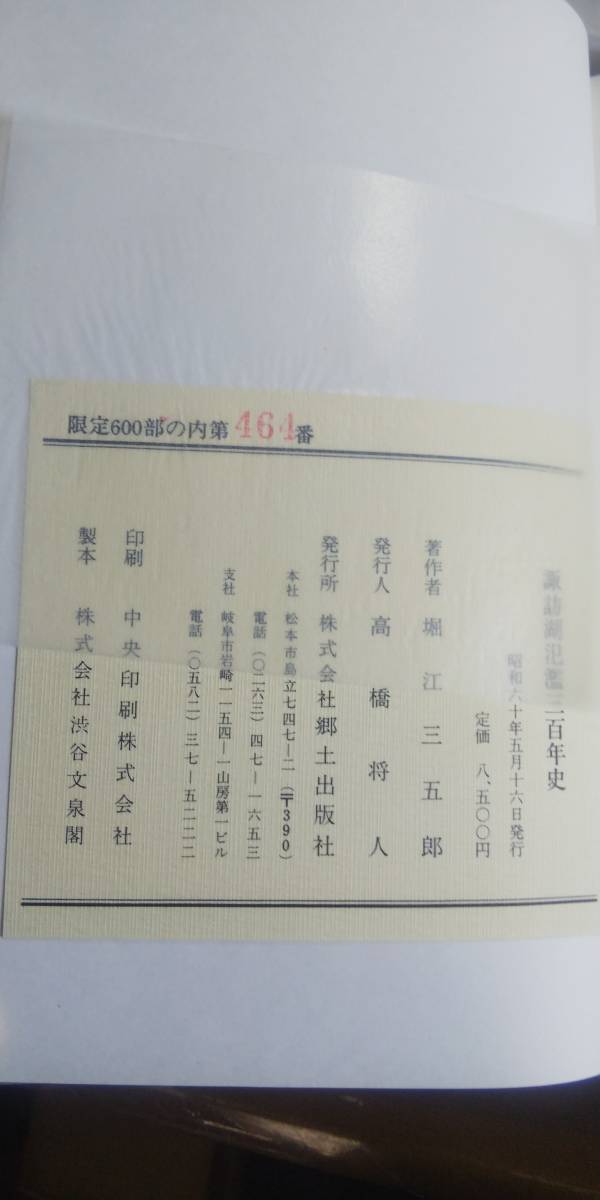 限定600部の内第464番
諏訪湖氾濫三百年史
昭和六十年五月十六日発行
定価 八、五〇〇円
著作者 堀江三五郎
発行人 高橋将人
発行所 株式会社郷土出版社
本社 松本市島立七四七―二 (〒390)
電話 (〇二六三) 四七―一六五三
支社 岐阜市岩崎一一五四―一山房第一ビル
電話 (〇五八二) 三七―五二二二
印刷 中央印刷株式会社
製本 株式会社渋谷文泉閣